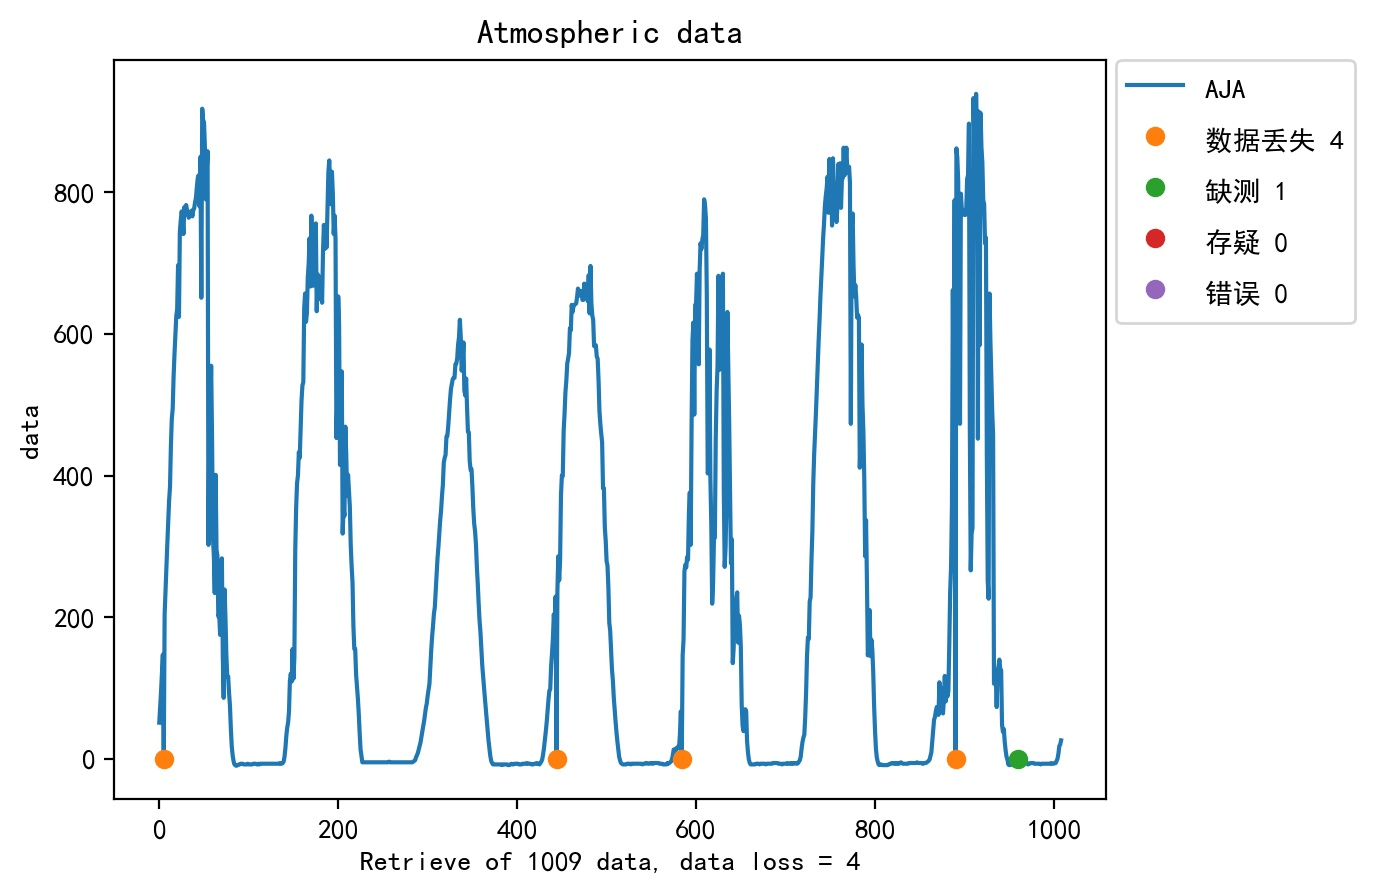 Atmospheric data
AJA
数据丢失 4
缺测 1
存疑 0
错误 0
data
800
600
400
200
0
0 200 400 600 800 1000
Retrieve of 1009 data, data loss = 4